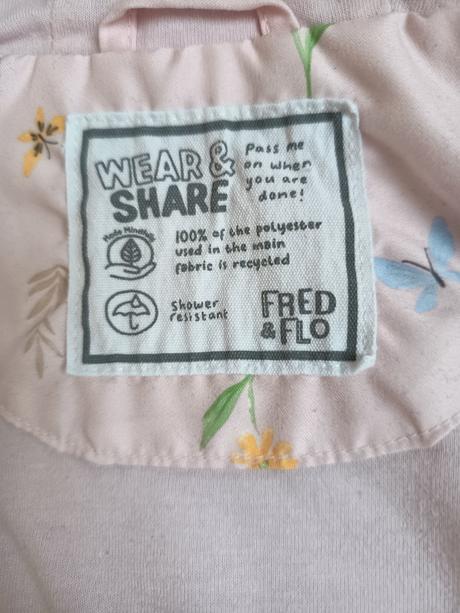 WEAR &
SHARE
Pass me
on when
you are
done!
Made Mindfully
100% of the polyester
used in the main
fabric is recycled
Shower
resistant
FRED
& FLO